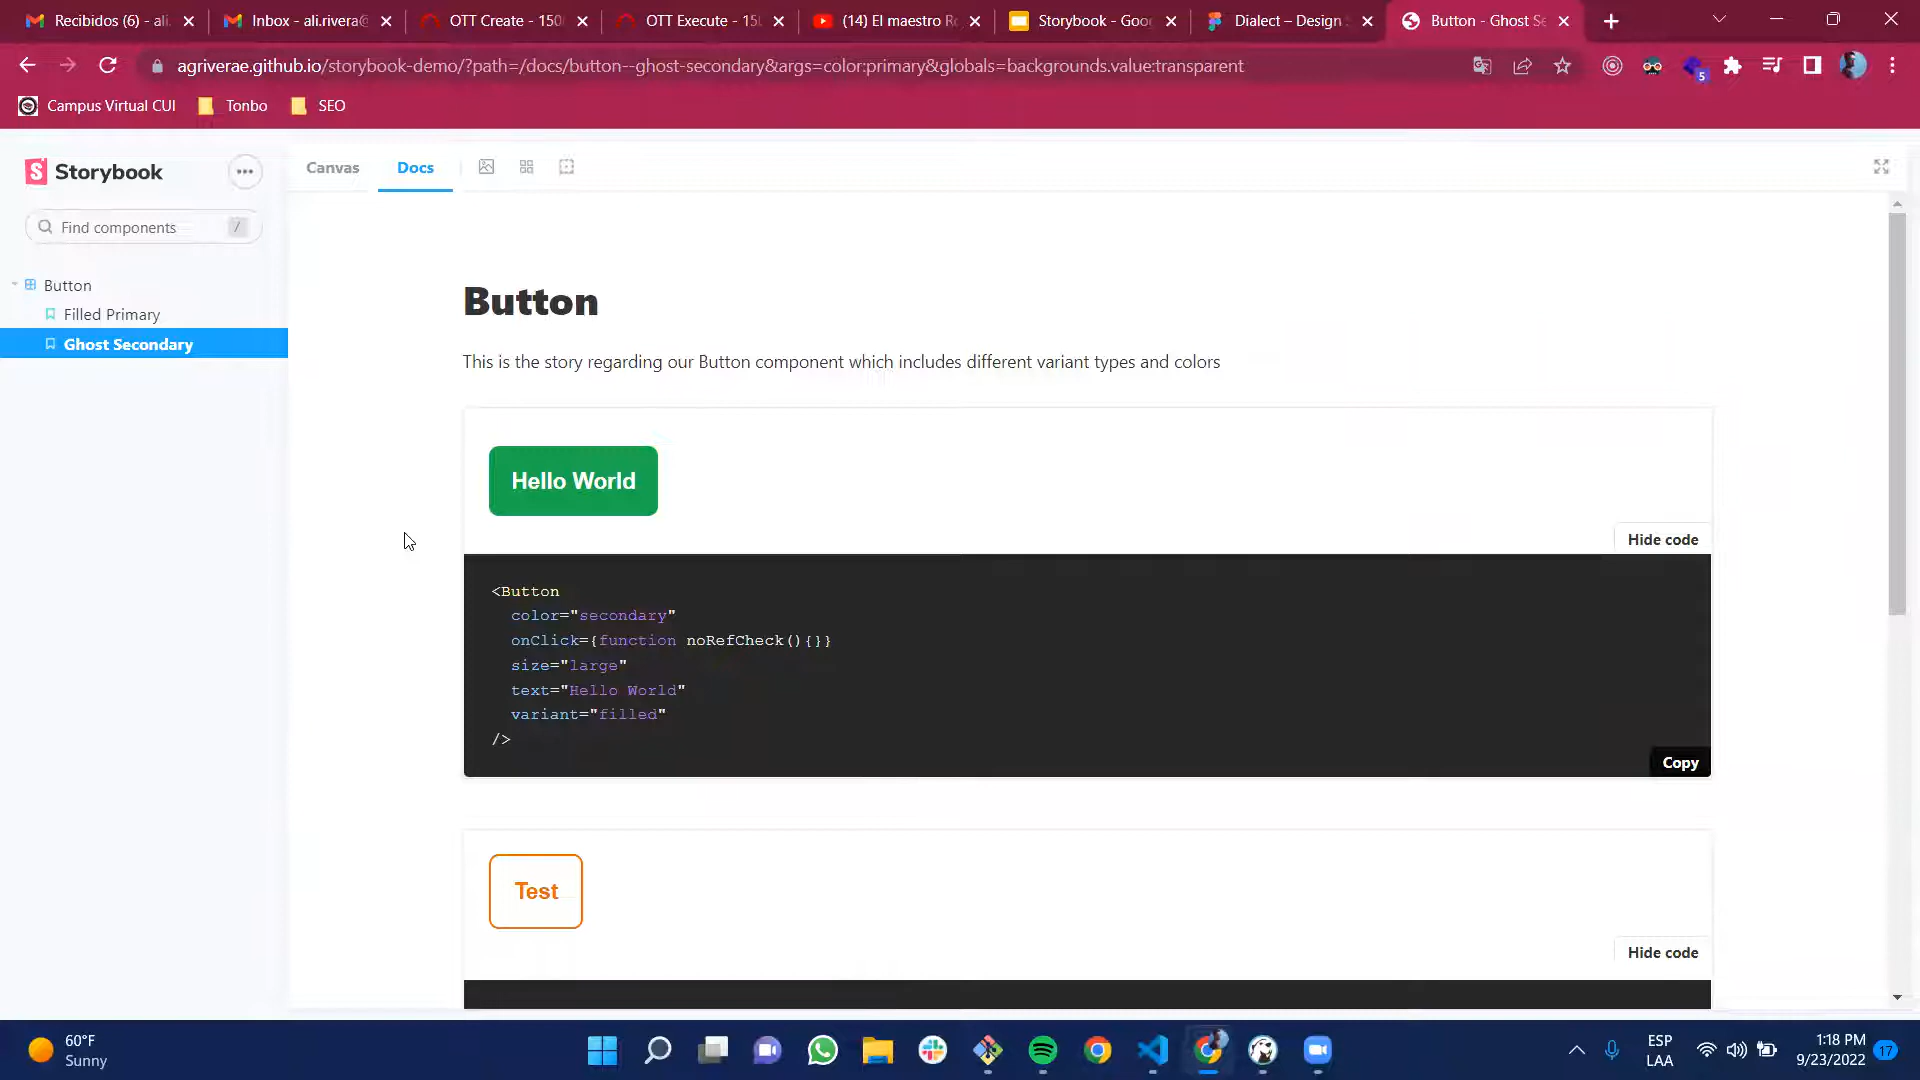 Recibidos (6) - ali.
Inbox - ali.rivera@
OTT Create - 150
OTT Execute - 15
(14) El maestro R
Storybook - Goo
Dialect – Design
Button - Ghost Se
agriverae.github.io/storybook-demo/?path=/docs/button--ghost-secondary&args=color:primary&globals=backgrounds.value:transparent
5
Campus Virtual CUI
Tonbo
SEO
Storybook
Canvas
Docs
Find components
/
Button
Filled Primary
Ghost Secondary
Button
This is the story regarding our Button component which includes different variant types and colors
Hello World
Hide code
<Button
color="secondary"
onClick={function noRefCheck(){}}
size="large"
text="Hello World"
variant="filled"
/>
Copy
Test
Hide code
60°F
Sunny
ESP
LAA
1:18 PM
9/23/2022
17